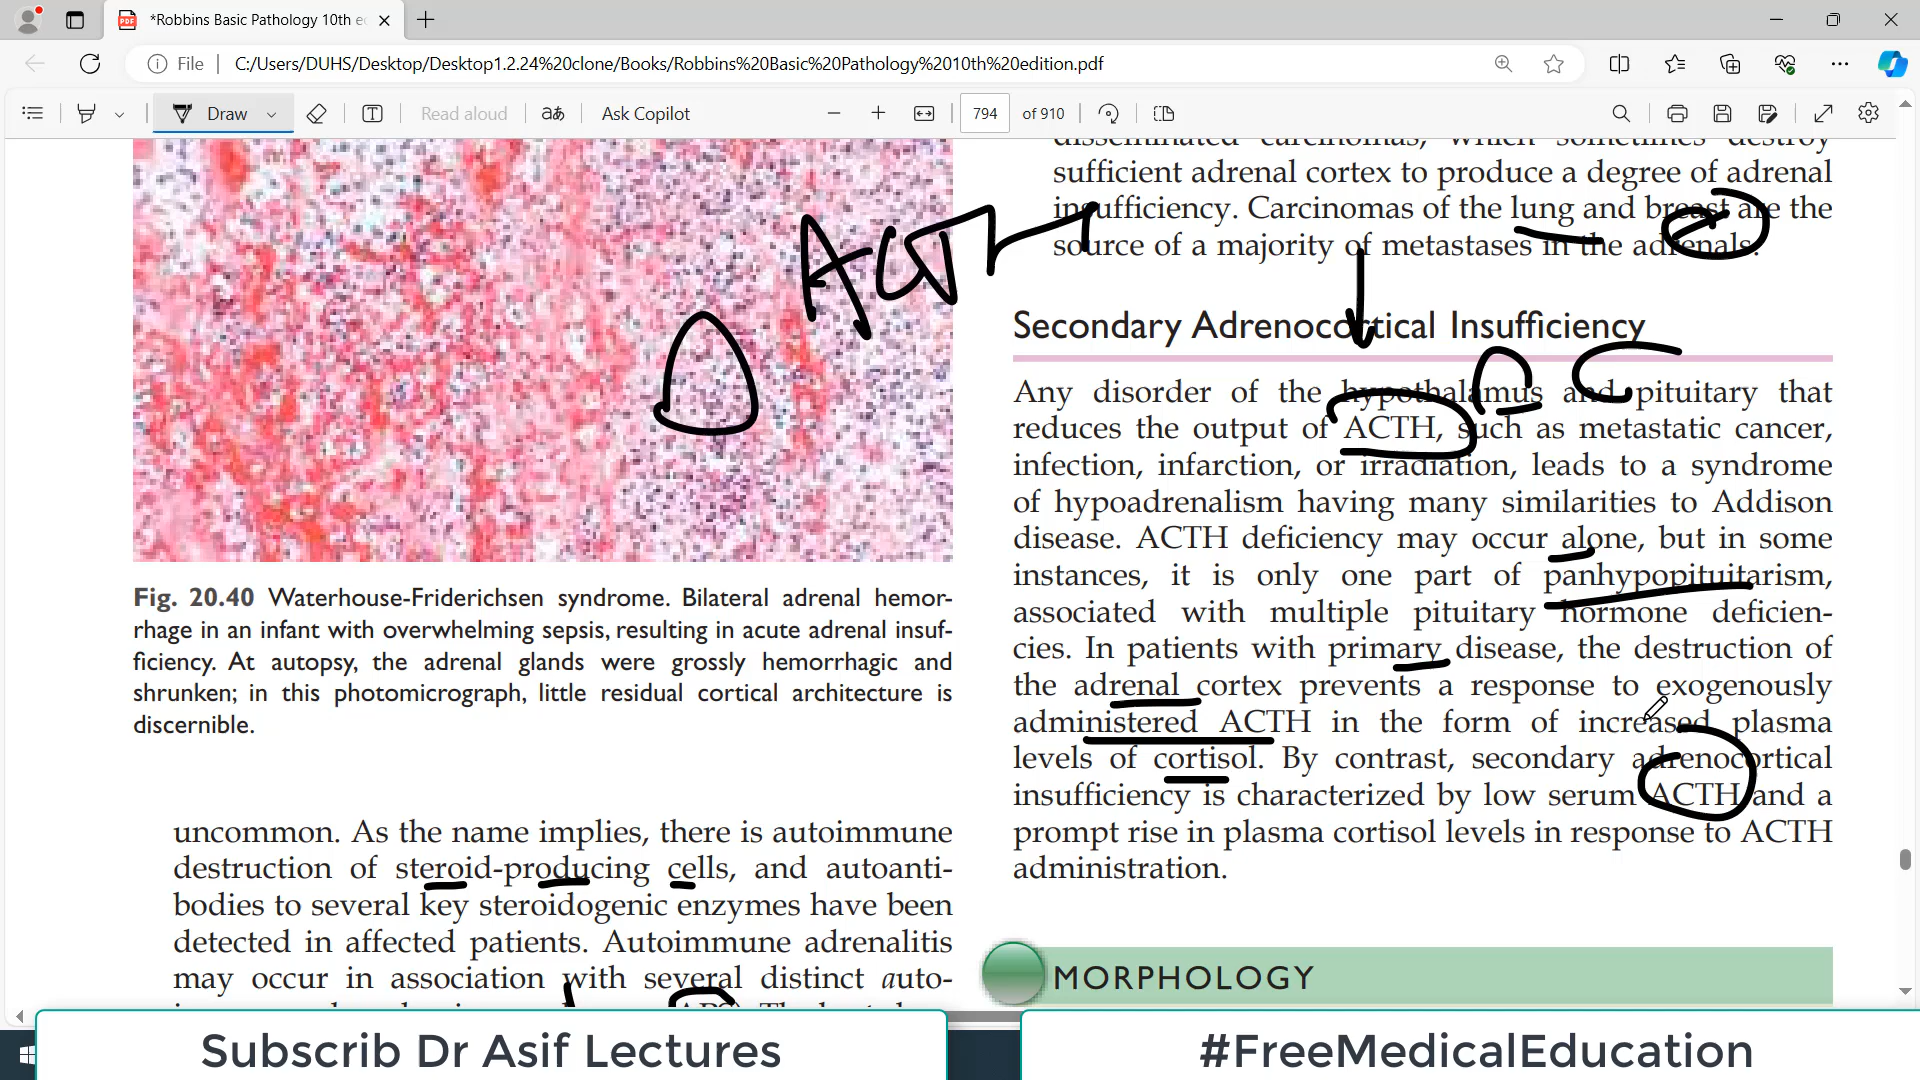 *Robbins Basic Pathology 10th e
File
C:/Users/DUHS/Desktop/Desktop1.2.24%20clone/Books/Robbins%20Basic%20Pathology%2010th%20edition.pdf
Draw
Read aloud
aあ
Ask Copilot
794 of 910
ACTH
Fig. 20.40 Waterhouse-Friderichsen syndrome. Bilateral adrenal hemor-
rhage in an infant with overwhelming sepsis, resulting in acute adrenal insuf-
ficiency. At autopsy, the adrenal glands were grossly hemorrhagic and
shrunken; in this photomicrograph, little residual cortical architecture is
discernible.
uncommon. As the name implies, there is autoimmune
destruction of steroid-producing cells, and autoanti-
bodies to several key steroidogenic enzymes have been
detected in affected patients. Autoimmune adrenalitis
may occur in association with several distinct auto-
disseminated carcinomas, which sometimes destroy
sufficient adrenal cortex to produce a degree of adrenal
insufficiency. Carcinomas of the lung and breast are the
source of a majority of metastases in the adrenals.
Secondary Adrenocortical Insufficiency
Any disorder of the hypothalamus and pituitary that
reduces the output of ACTH, such as metastatic cancer,
infection, infarction, or irradiation, leads to a syndrome
of hypoadrenalism having many similarities to Addison
disease. ACTH deficiency may occur alone, but in some
instances, it is only one part of panhypopituitarism,
associated with multiple pituitary hormone deficien-
cies. In patients with primary disease, the destruction of
the adrenal cortex prevents a response to exogenously
administered ACTH in the form of increased plasma
levels of cortisol. By contrast, secondary adrenocortical
insufficiency is characterized by low serum ACTH and a
prompt rise in plasma cortisol levels in response to ACTH
administration.
MORPHOLOGY
Subscrib Dr Asif Lectures
#FreeMedicalEducation